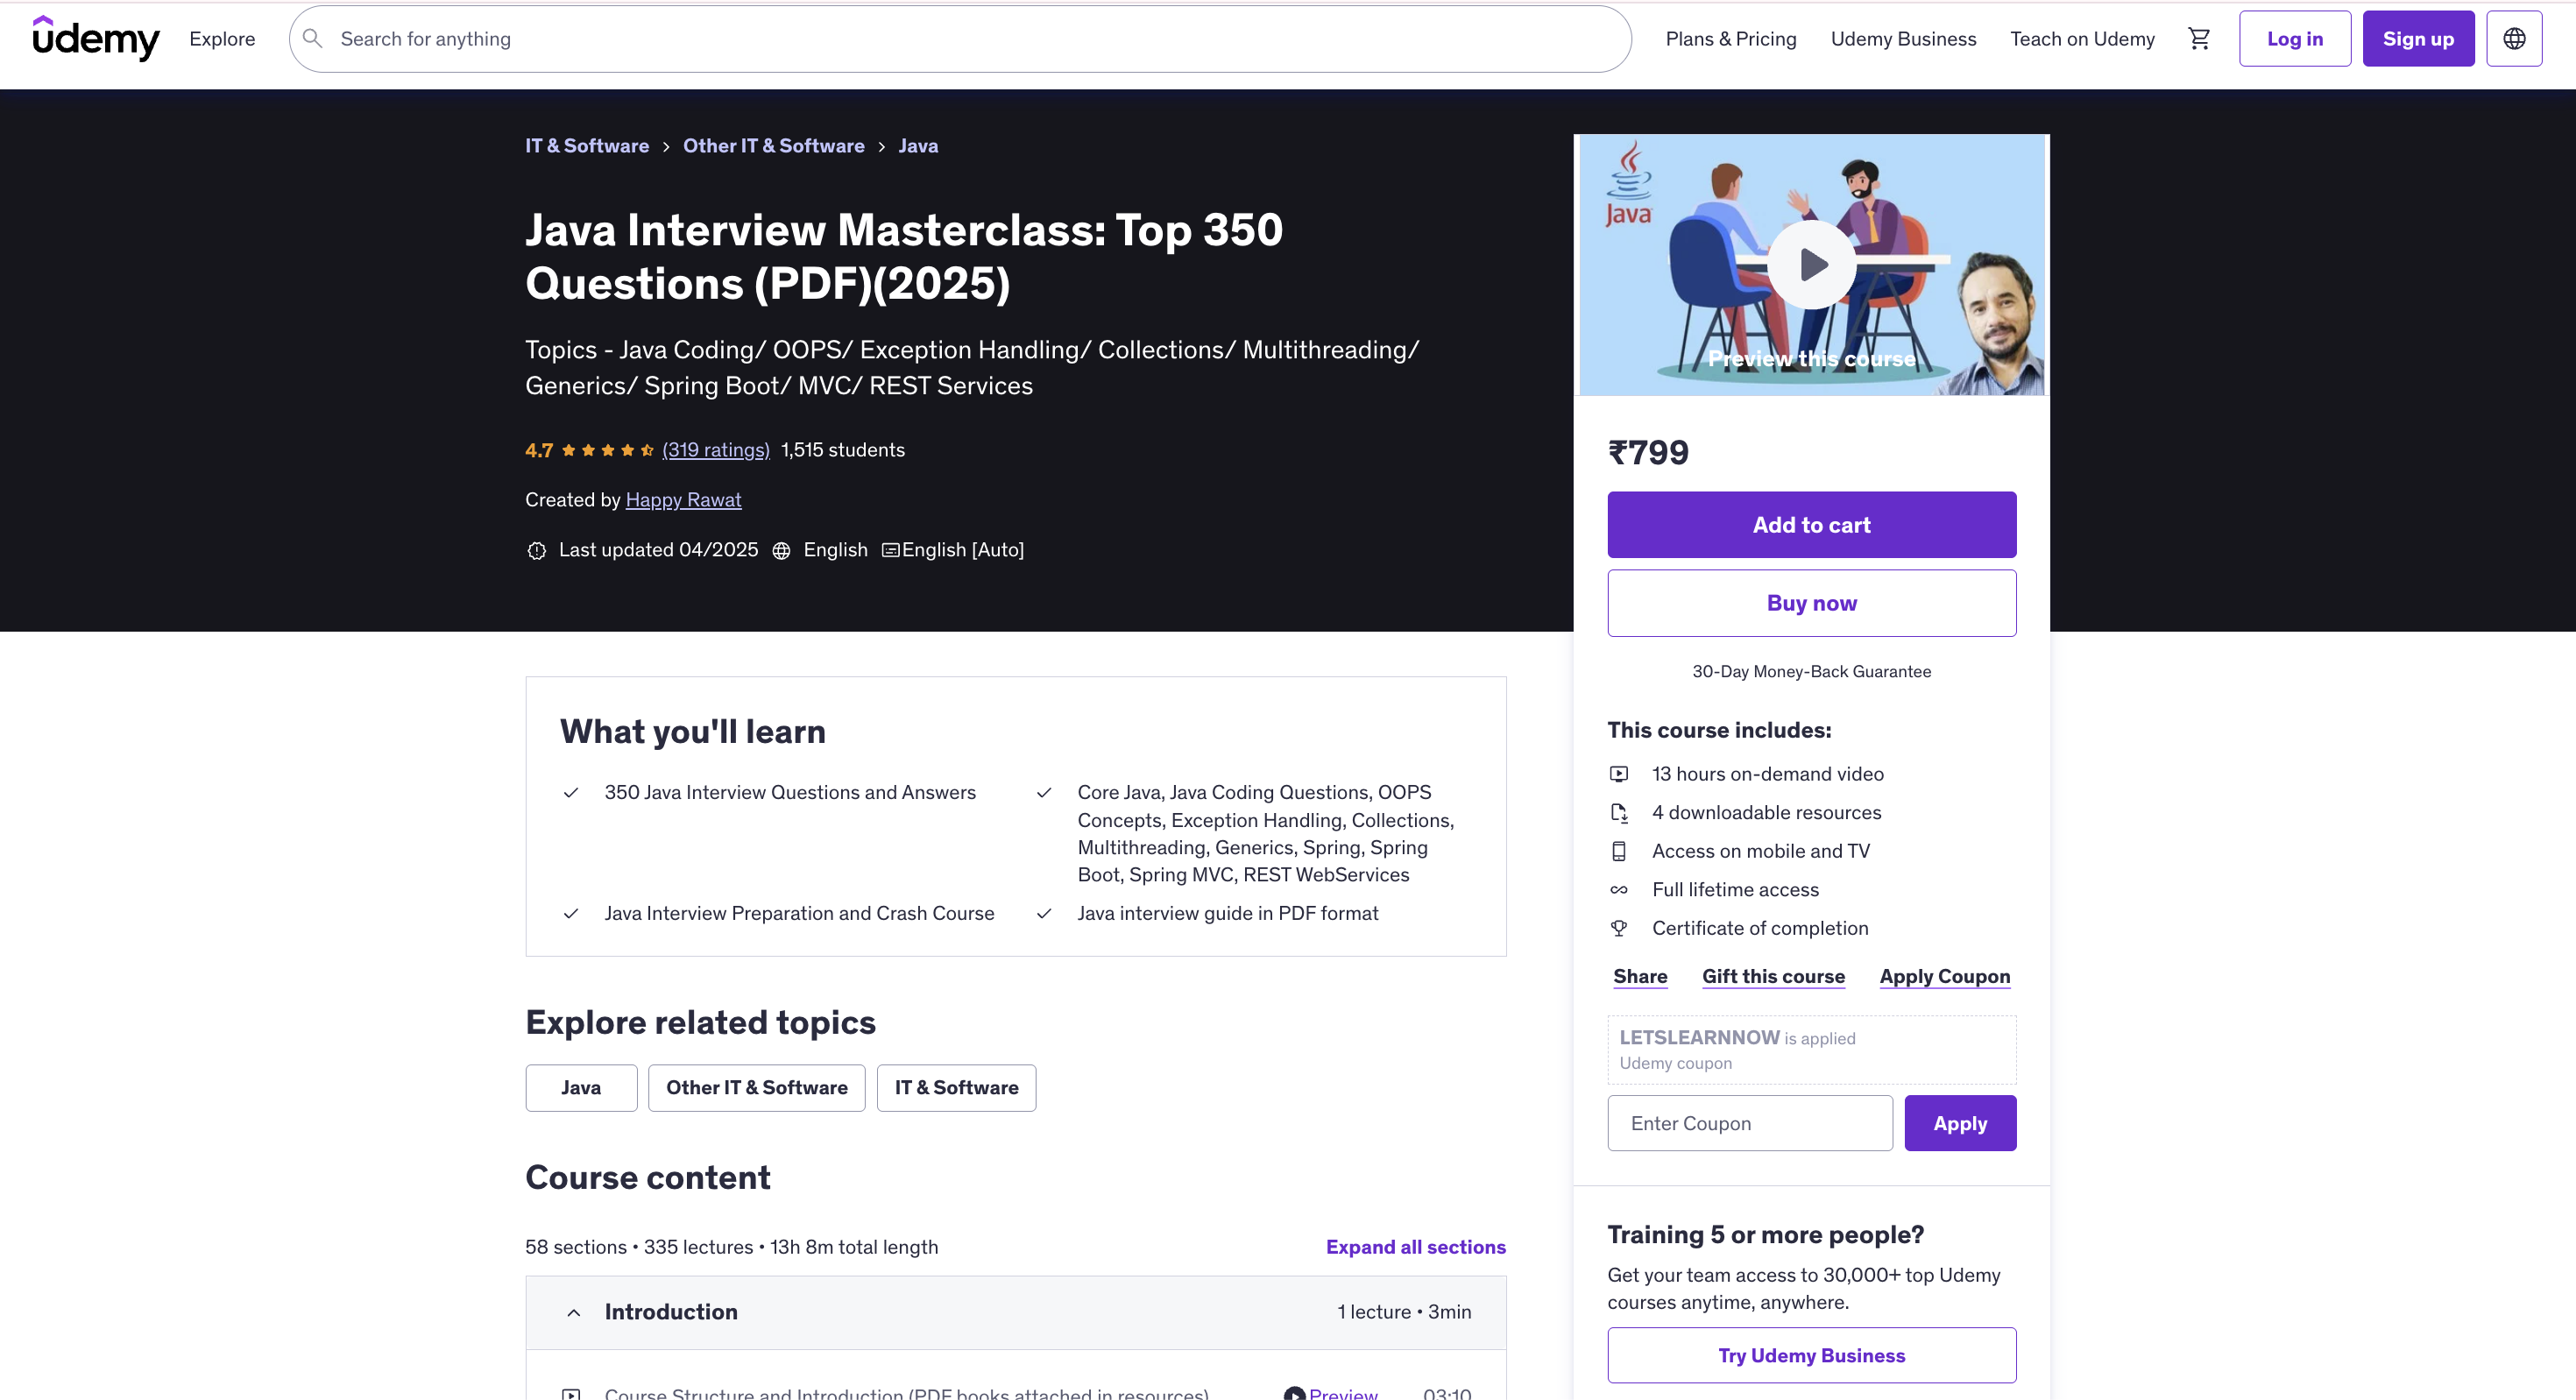 udemy
Explore
Search for anything
Plans & Pricing
Udemy Business
Teach on Udemy
Log in
Sign up
IT & Software > Other IT & Software > Java
Java Interview Masterclass: Top 350
Questions (PDF)(2025)
Topics - Java Coding/ OOPS/ Exception Handling/ Collections/ Multithreading/
Generics/ Spring Boot/ MVC/ REST Services
4.7 (319 ratings) 1,515 students
Created by Happy Rawat
Last updated 04/2025 English English [Auto]
Java
Preview this course
₹799
Add to cart
Buy now
30-Day Money-Back Guarantee
This course includes:
13 hours on-demand video
4 downloadable resources
Access on mobile and TV
Full lifetime access
Certificate of completion
Share Gift this course Apply Coupon
LETSLEARNNOW is applied
Udemy coupon
Enter Coupon
Apply
Training 5 or more people?
Get your team access to 30,000+ top Udemy
courses anytime, anywhere.
Try Udemy Business
What you'll learn
350 Java Interview Questions and Answers
Core Java, Java Coding Questions, OOPS
Concepts, Exception Handling, Collections,
Multithreading, Generics, Spring, Spring
Boot, Spring MVC, REST WebServices
Java Interview Preparation and Crash Course
Java interview guide in PDF format
Explore related topics
Java
Other IT & Software
IT & Software
Course content
58 sections • 335 lectures • 13h 8m total length
Expand all sections
Introduction
1 lecture • 3min
Course Structure and Introduction (PDF books attached in resources)
Preview
03:10